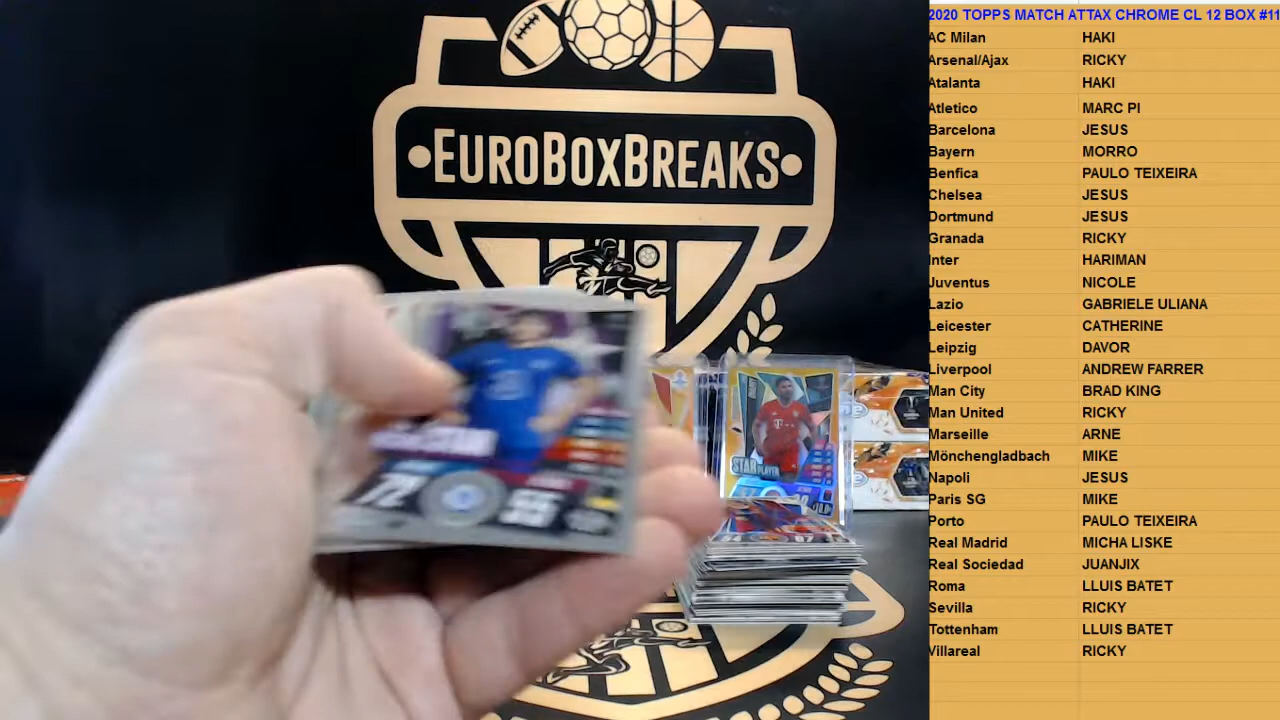 EUROBOXBREAKS
72
STAR PLAYER
2020 TOPPS MATCH ATTAX CHROME CL 12 BOX #11
AC Milan HAKI
Arsenal/Ajax RICKY
Atalanta HAKI
Atletico MARC PI
Barcelona JESUS
Bayern MORRO
Benfica PAULO TEIXEIRA
Chelsea JESUS
Dortmund JESUS
Granada RICKY
Inter HARIMAN
Juventus NICOLE
Lazio GABRIELE ULIANA
Leicester CATHERINE
Leipzig DAVOR
Liverpool ANDREW FARRER
Man City BRAD KING
Man United RICKY
Marseille ARNE
Mönchengladbach MIKE
Napoli JESUS
Paris SG MIKE
Porto PAULO TEIXEIRA
Real Madrid MICHA LISKE
Real Sociedad JUANJIX
Roma LLUIS BATET
Sevilla RICKY
Tottenham LLUIS BATET
Villareal RICKY